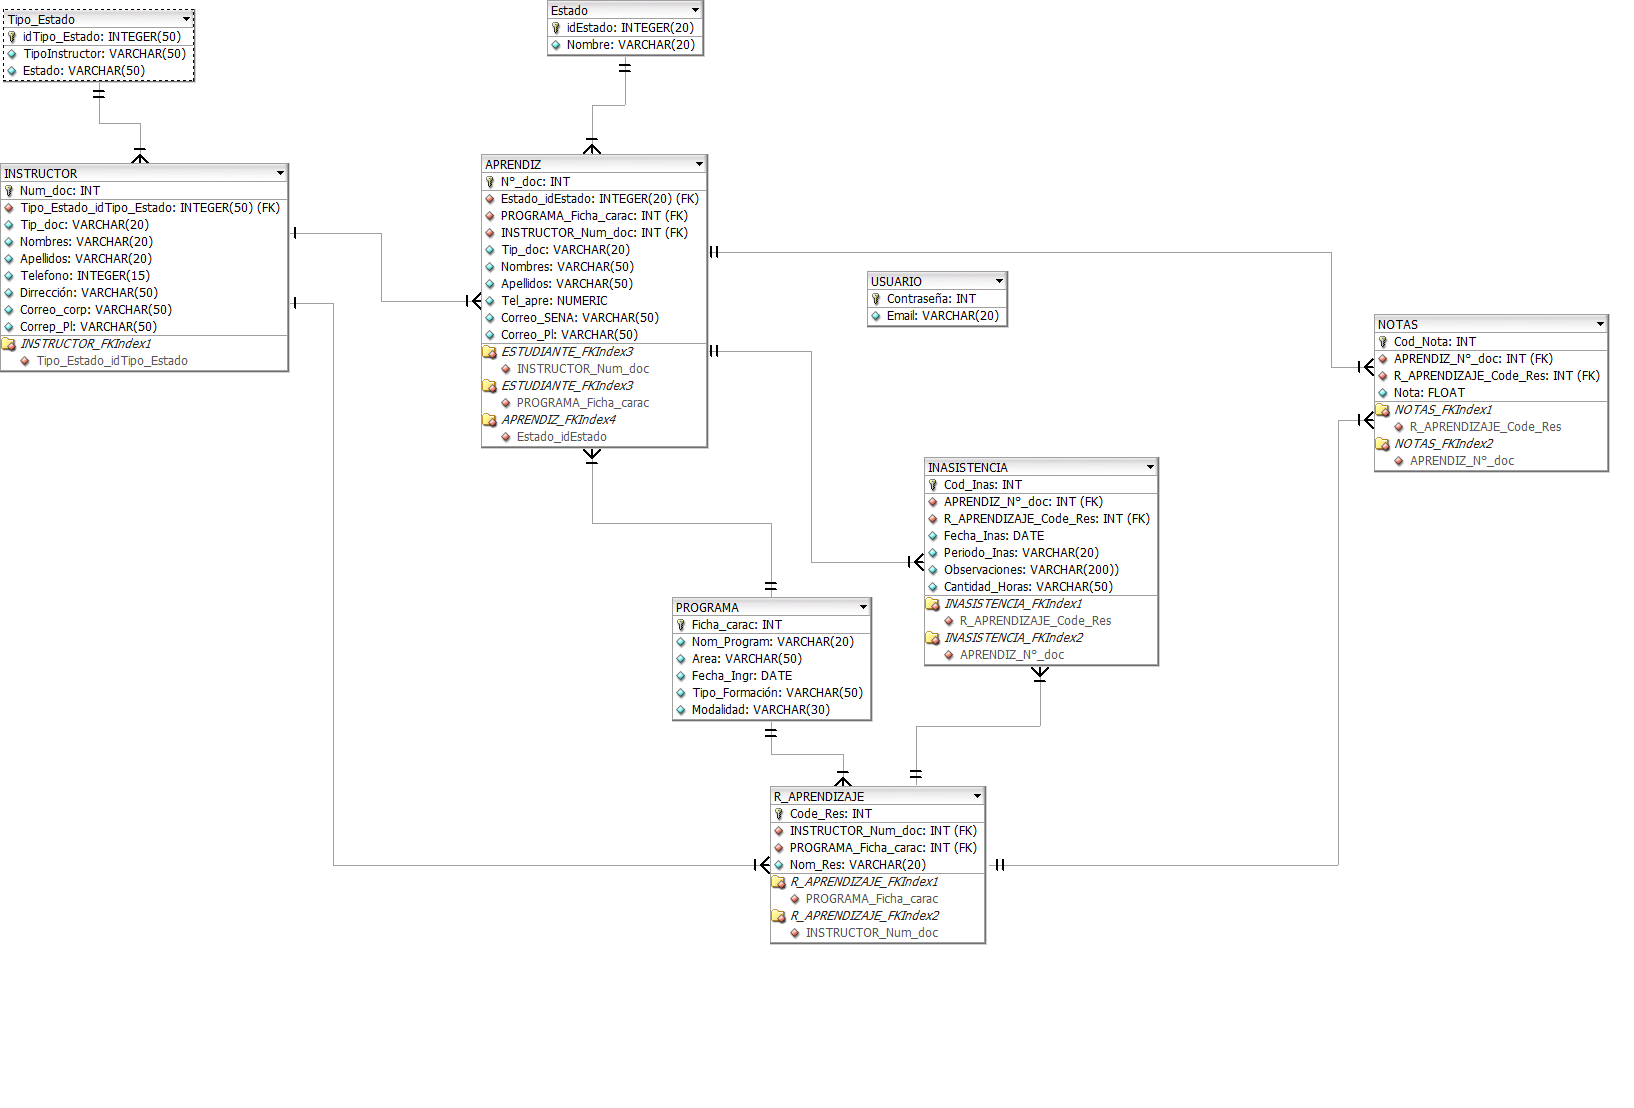 Tipo_Estado
idTipo_Estado: INTEGER(50)
TipoInstructor: VARCHAR(50)
Estado: VARCHAR(50)
Estado
idEstado: INTEGER(20)
Nombre: VARCHAR(20)
INSTRUCTOR
Num_doc: INT
Tipo_Estado_idTipo_Estado: INTEGER(50) (FK)
Tip_doc: VARCHAR(20)
Nombres: VARCHAR(20)
Apellidos: VARCHAR(20)
Telefono: INTEGER(15)
Dirrección: VARCHAR(50)
Correo_corp: VARCHAR(50)
Correp_Pl: VARCHAR(50)
INSTRUCTOR_FKIndex1
Tipo_Estado_idTipo_Estado
APRENDIZ
N°_doc: INT
Estado_idEstado: INTEGER(20) (FK)
PROGRAMA_Ficha_carac: INT (FK)
INSTRUCTOR_Num_doc: INT (FK)
Tip_doc: VARCHAR(20)
Nombres: VARCHAR(50)
Apellidos: VARCHAR(50)
Tel_apre: NUMERIC
Correo_SENA: VARCHAR(50)
Correo_Pl: VARCHAR(50)
ESTUDIANTE_FKIndex3
INSTRUCTOR_Num_doc
ESTUDIANTE_FKIndex3
PROGRAMA_Ficha_carac
APRENDIZ_FKIndex4
Estado_idEstado
USUARIO
Contraseña: INT
Email: VARCHAR(20)
NOTAS
Cod_Nota: INT
APRENDIZ_N°_doc: INT (FK)
R_APRENDIZAJE_Code_Res: INT (FK)
Nota: FLOAT
NOTAS_FKIndex1
R_APRENDIZAJE_Code_Res
NOTAS_FKIndex2
APRENDIZ_N°_doc
INASISTENCIA
Cod_Inas: INT
APRENDIZ_N°_doc: INT (FK)
R_APRENDIZAJE_Code_Res: INT (FK)
Fecha_Inas: DATE
Periodo_Inas: VARCHAR(20)
Observaciones: VARCHAR(200))
Cantidad_Horas: VARCHAR(50)
INASISTENCIA_FKIndex1
R_APRENDIZAJE_Code_Res
INASISTENCIA_FKIndex2
APRENDIZ_N°_doc
PROGRAMA
Ficha_carac: INT
Nom_Program: VARCHAR(20)
Area: VARCHAR(50)
Fecha_Ingr: DATE
Tipo_Formación: VARCHAR(50)
Modalidad: VARCHAR(30)
R_APRENDIZAJE
Code_Res: INT
INSTRUCTOR_Num_doc: INT (FK)
PROGRAMA_Ficha_carac: INT (FK)
Nom_Res: VARCHAR(20)
R_APRENDIZAJE_FKIndex1
PROGRAMA_Ficha_carac
R_APRENDIZAJE_FKIndex2
INSTRUCTOR_Num_doc